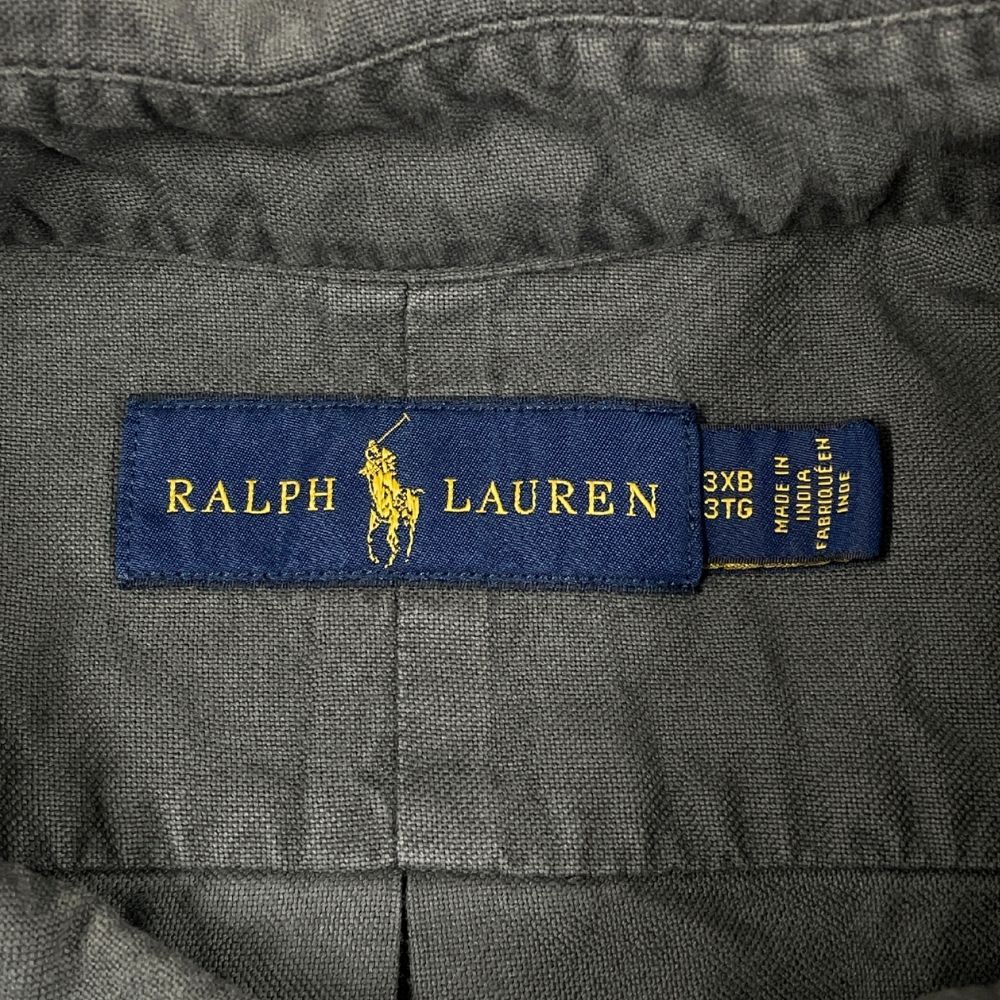 RALPH LAUREN
3XB
3TG
MADE IN
INDIA
FABRIQUÉ EN
INDE